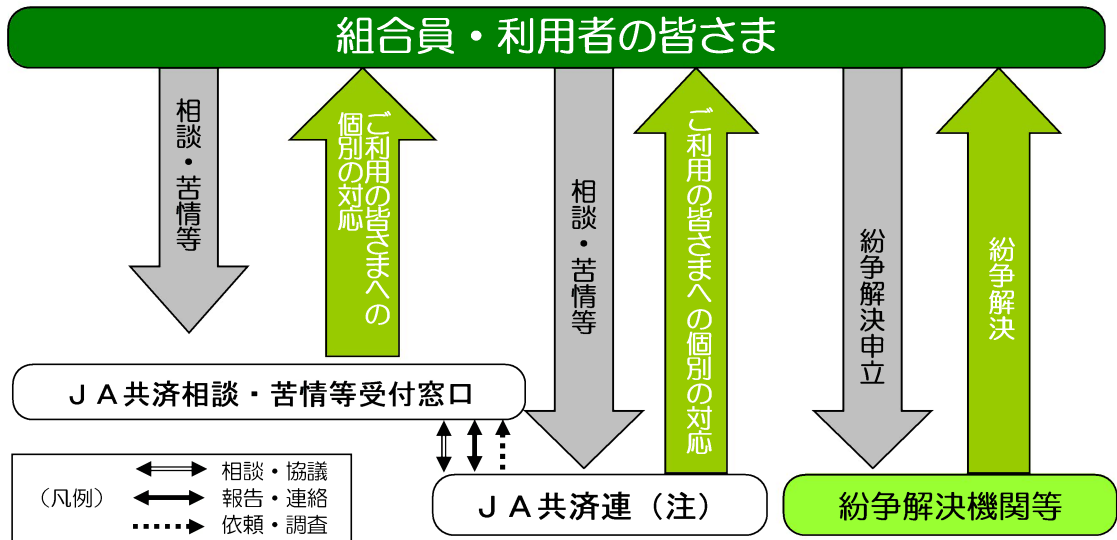 組合員・利用者の皆さま
相談・苦情等
ご利用の皆さまへの
個別の対応
相談・苦情等
ご利用の皆さまへの個別の対応
紛争解決申立
紛争解決
ＪＡ共済相談・苦情等受付窓口
（凡例）
相談・協議
報告・連絡
依頼・調査
ＪＡ共済連（注）
紛争解決機関等